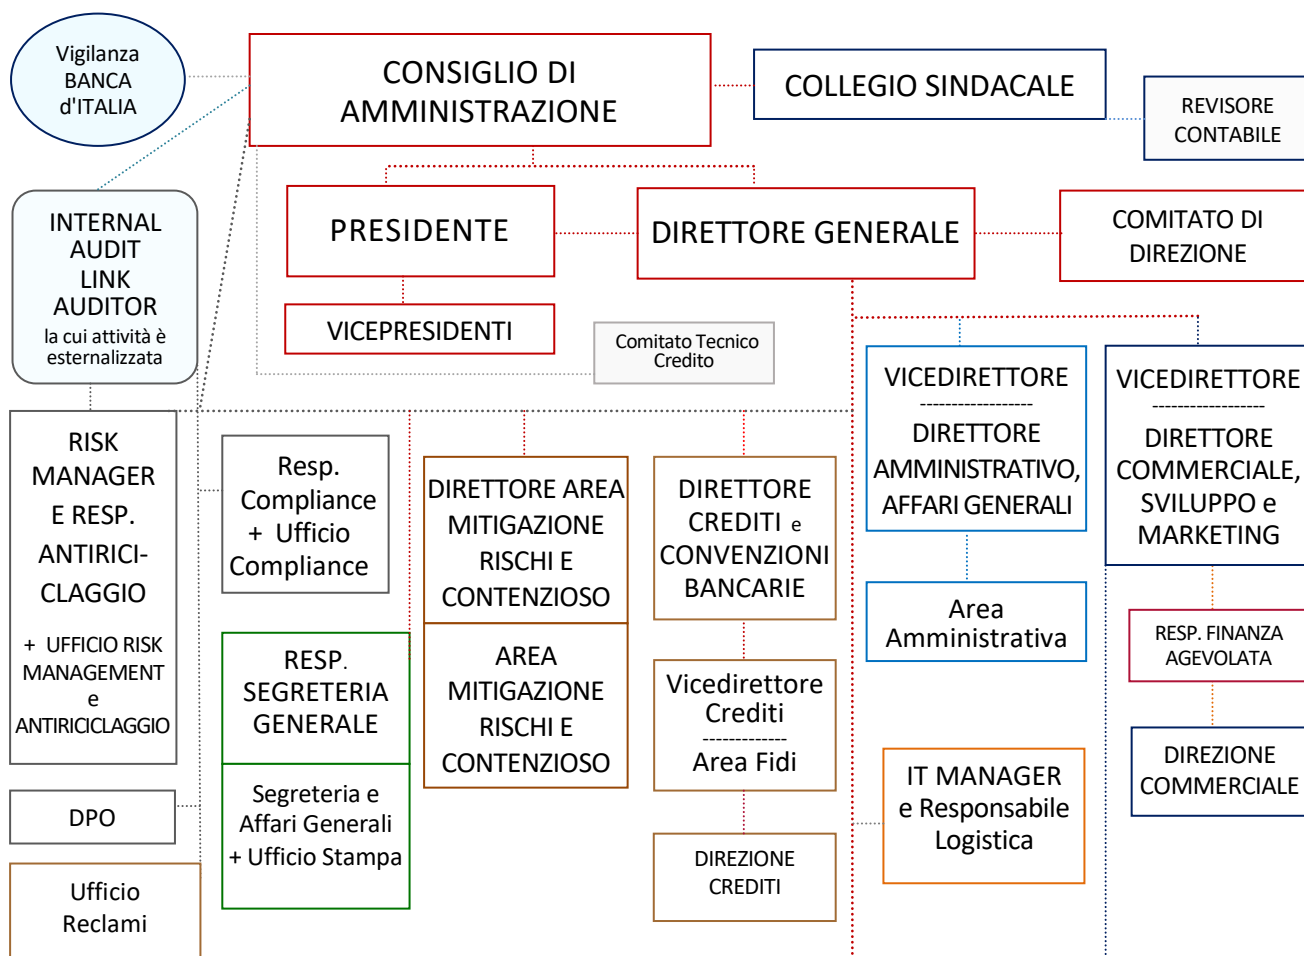 Vigilanza
BANCA
d'ITALIA
CONSIGLIO DI
AMMINISTRAZIONE
COLLEGIO SINDACALE
REVISORE
CONTABILE
INTERNAL
AUDIT
LINK
AUDITOR
la cui attività è
esternalizzata
PRESIDENTE
DIRETTORE GENERALE
COMITATO DI
DIREZIONE
VICEPRESIDENTI
Comitato Tecnico
Credito
VICEDIRETTORE
------------------
DIRETTORE
AMMINISTRATIVO,
AFFARI GENERALI
VICEDIRETTORE
------------------
DIRETTORE
COMMERCIALE,
SVILUPPO e
MARKETING
RISK
MANAGER
E RESP.
ANTIRICI-
CLAGGIO
+ UFFICIO RISK
MANAGEMENT
e
ANTIRICICLAGGIO
Resp.
Compliance
+ Ufficio
Compliance
DIRETTORE AREA
MITIGAZIONE
RISCHI E
CONTENZIOSO
DIRETTORE
CREDITI e
CONVENZIONI
BANCARIE
Area
Amministrativa
RESP. FINANZA
AGEVOLATA
RESP.
SEGRETERIA
GENERALE
AREA
MITIGAZIONE
RISCHI E
CONTENZIOSO
Vicedirettore
Crediti
-------------
Area Fidi
DIREZIONE
COMMERCIALE
IT MANAGER
e Responsabile
Logistica
DPO
Segreteria e
Affari Generali
+ Ufficio Stampa
DIREZIONE
CREDITI
Ufficio
Reclami